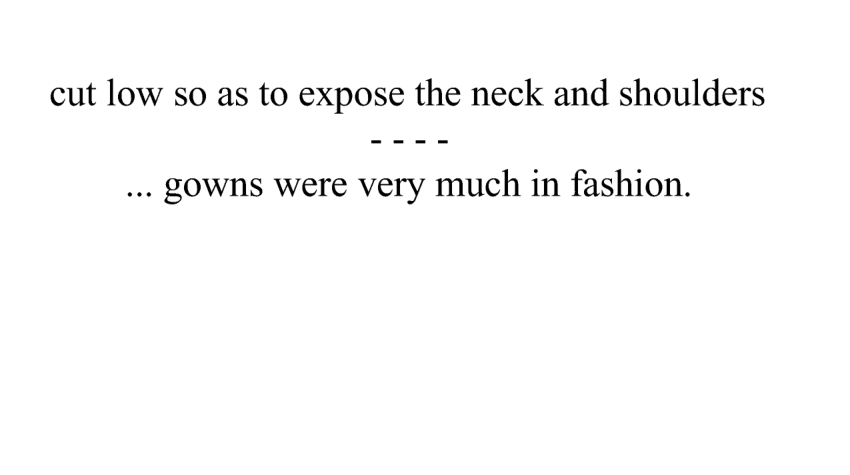 cut low so as to expose the neck and shoulders
- - - -
... gowns were very much in fashion.